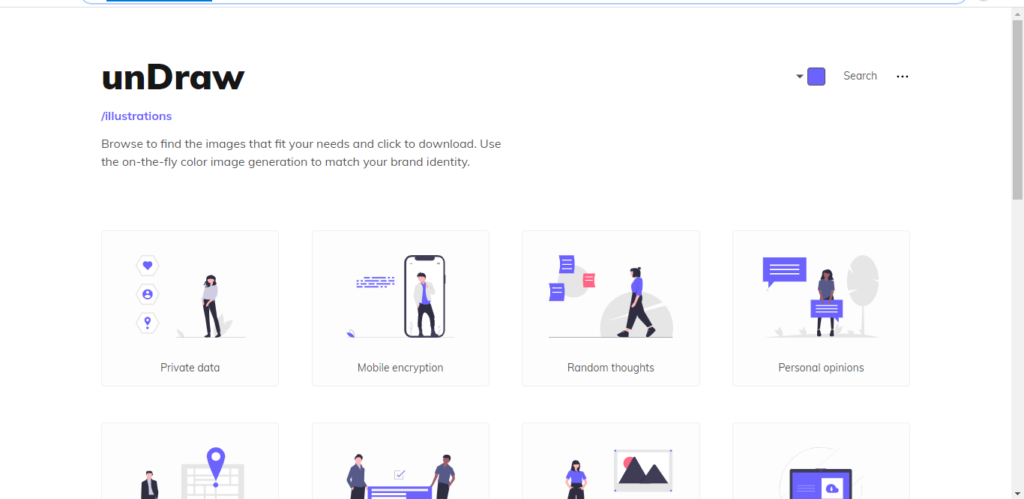 unDraw
Search
/illustrations
Browse to find the images that fit your needs and click to download. Use
the on-the-fly color image generation to match your brand identity.
Private data
Mobile encryption
Random thoughts
Personal opinions